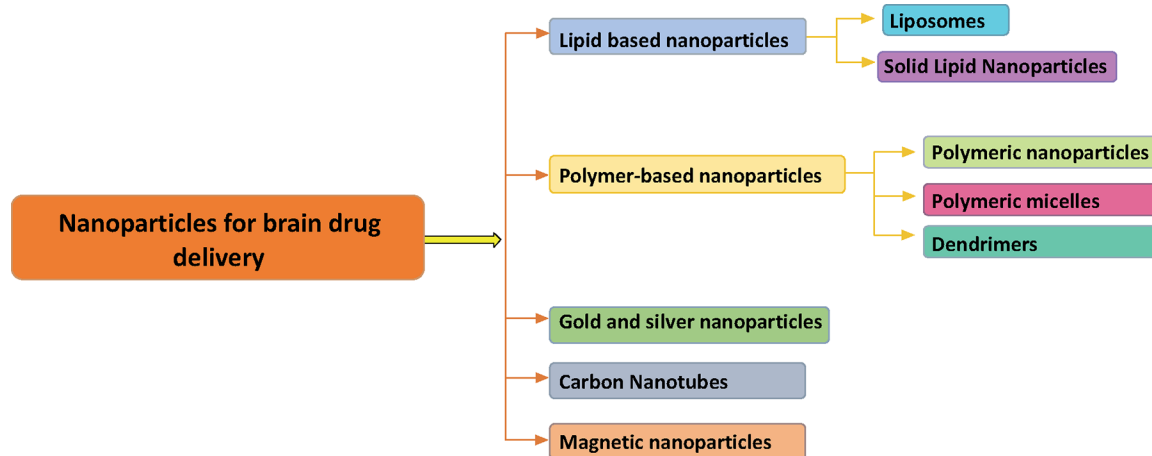 Nanoparticles for brain drug
delivery
Lipid based nanoparticles
Liposomes
Solid Lipid Nanoparticles
Polymer-based nanoparticles
Polymeric nanoparticles
Polymeric micelles
Dendrimers
Gold and silver nanoparticles
Carbon Nanotubes
Magnetic nanoparticles